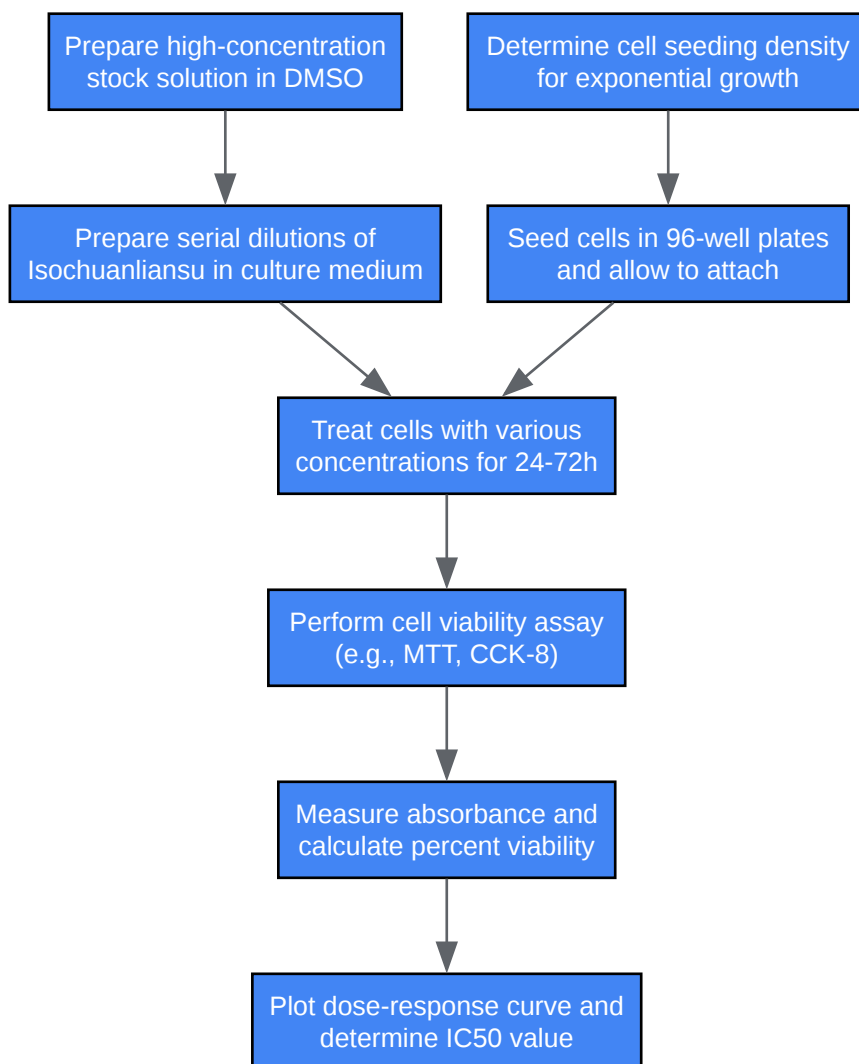 Prepare high-concentration
stock solution in DMSO
Determine cell seeding density
for exponential growth
Prepare serial dilutions of
Isochuanliansu in culture medium
Seed cells in 96-well plates
and allow to attach
Treat cells with various
concentrations for 24-72h
Perform cell viability assay
(e.g., MTT, CCK-8)
Measure absorbance and
calculate percent viability
Plot dose-response curve and
determine IC50 value